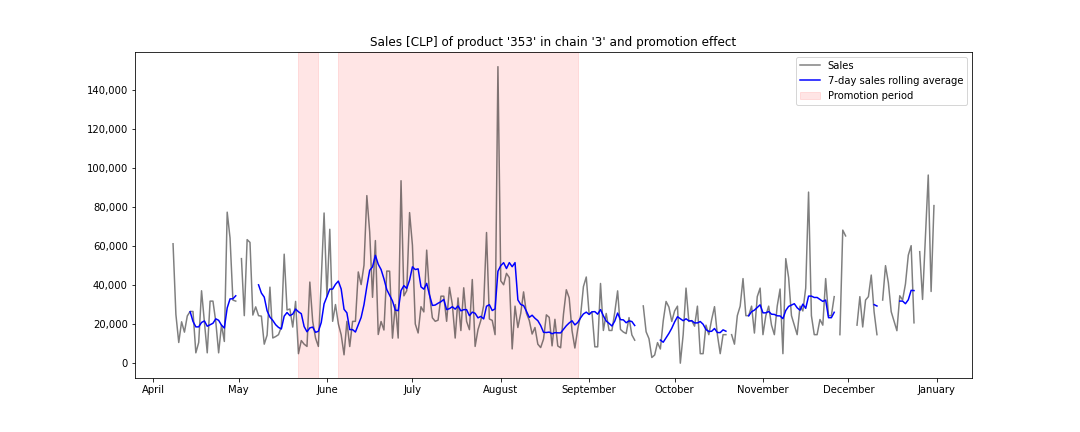 Sales [CLP] of product '353' in chain '3' and promotion effect
Sales
7-day sales rolling average
Promotion period
140,000
120,000
100,000
80,000
60,000
40,000
20,000
0
April May June July August September October November December January